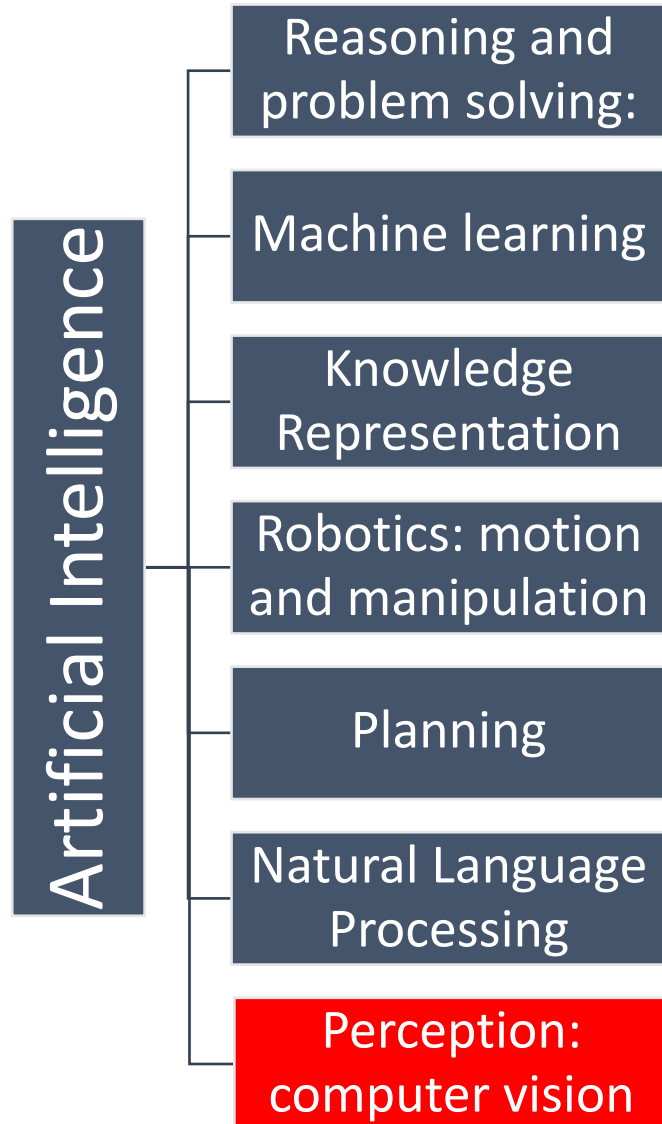 Artificial Intelligence
Reasoning and
problem solving:
Machine learning
Knowledge
Representation
Robotics: motion
and manipulation
Planning
Natural Language
Processing
Perception:
computer vision